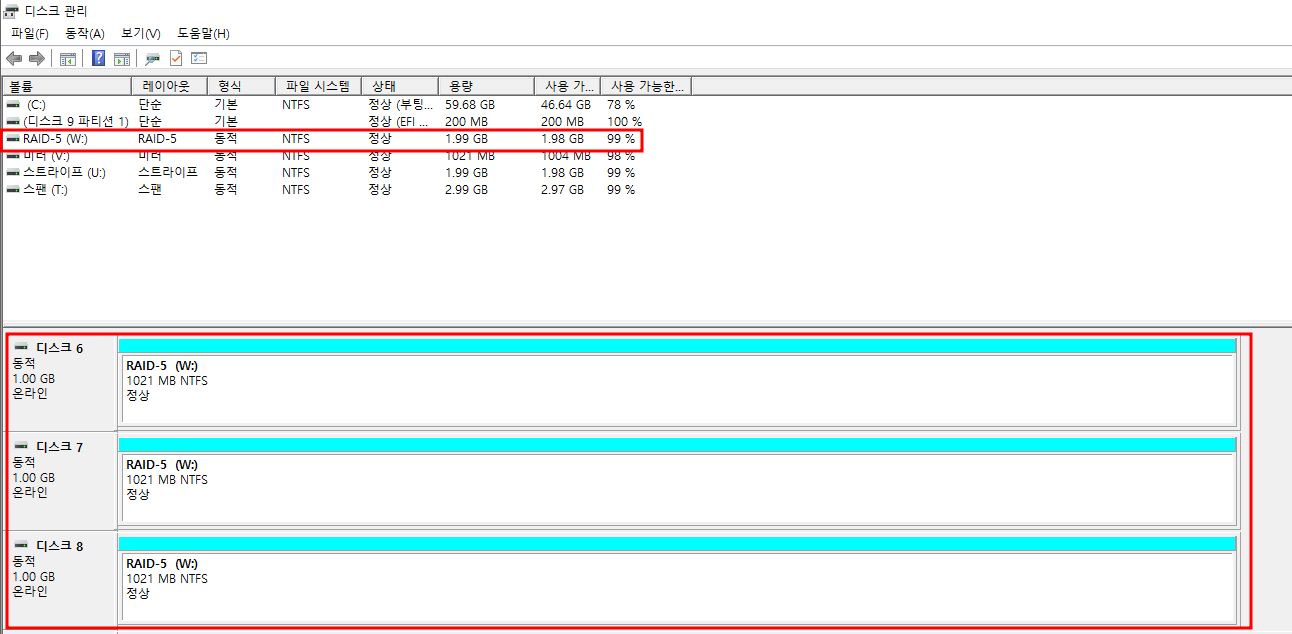 디스크 관리
파일(F) 동작(A) 보기(V) 도움말(H)
볼륨 레이아웃 형식 파일 시스템 상태 용량 사용 가... 사용 가능한...
(C:) 단순 기본 NTFS 정상 (부팅... 59.68 GB 46.64 GB 78 %
(디스크 9 파티션 1) 단순 기본 정상 (EFI ... 200 MB 200 MB 100 %
RAID-5 (W:) RAID-5 동적 NTFS 정상 1.99 GB 1.98 GB 99 %
미러 (V:) 미러 동적 NTFS 정상 1021 MB 1004 MB 98 %
스트라이프 (U:) 스트라이프 동적 NTFS 정상 1.99 GB 1.98 GB 99 %
스팬 (T:) 스팬 동적 NTFS 정상 2.99 GB 2.97 GB 99 %
디스크 6
동적
1.00 GB
온라인
RAID-5 (W:)
1021 MB NTFS
정상
디스크 7
동적
1.00 GB
온라인
RAID-5 (W:)
1021 MB NTFS
정상
디스크 8
동적
1.00 GB
온라인
RAID-5 (W:)
1021 MB NTFS
정상